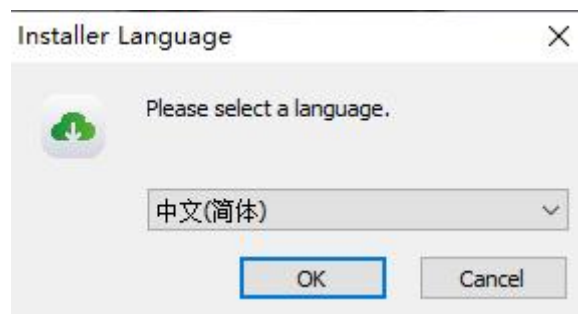 Installer Language
Please select a language.
中文(简体)
OK
Cancel